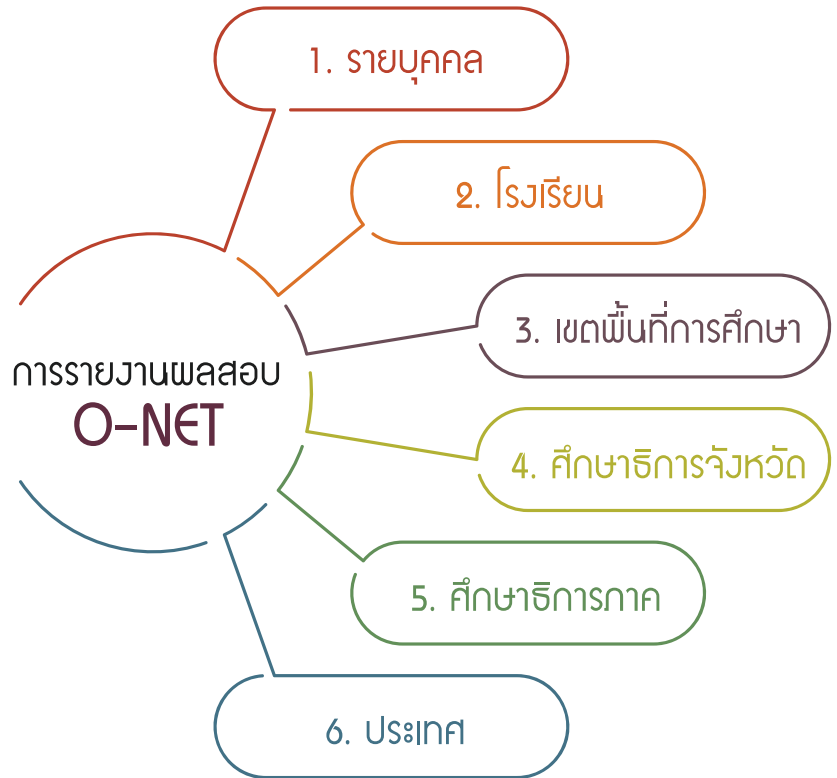 1. รายบุคคล
2. โรงเรียน
3. เขตพื้นที่การศึกษา
การรายงานผลสอบ
O-NET
4. ศึกษาธิการจังหวัด
5. ศึกษาธิการภาค
6. ประเทศ